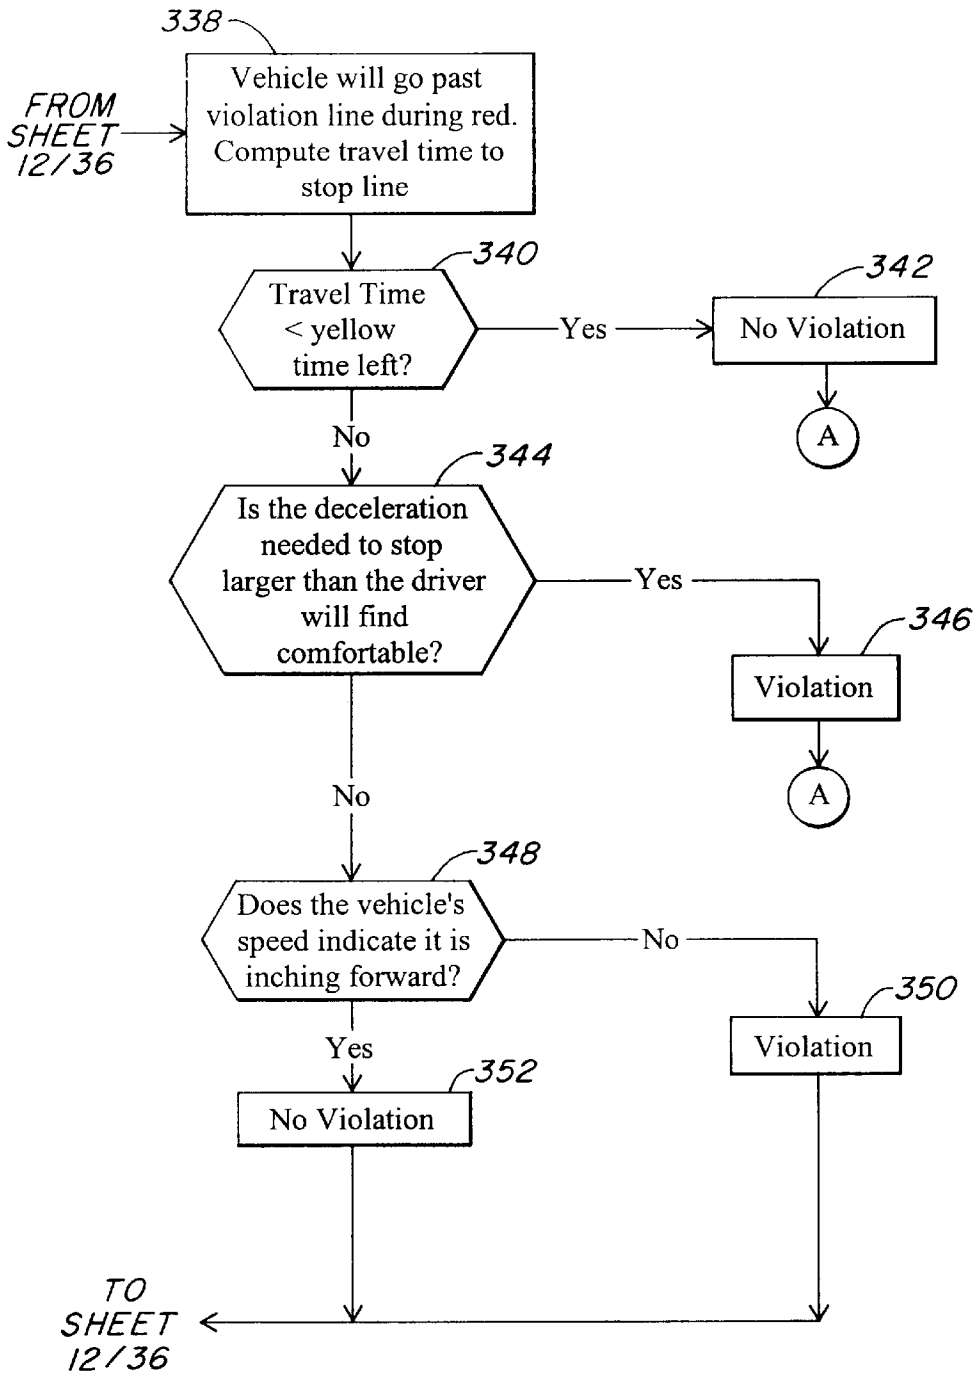 338
FROM
SHEET
12/36
Vehicle will go past
violation line during red.
Compute travel time to
stop line
340
Travel Time
< yellow
time left?
Yes
342
No Violation
A
No
344
Is the deceleration
needed to stop
larger than the driver
will find
comfortable?
Yes
346
Violation
A
No
348
Does the vehicle's
speed indicate it is
inching forward?
No
350
Violation
Yes
352
No Violation
TO
SHEET
12/36